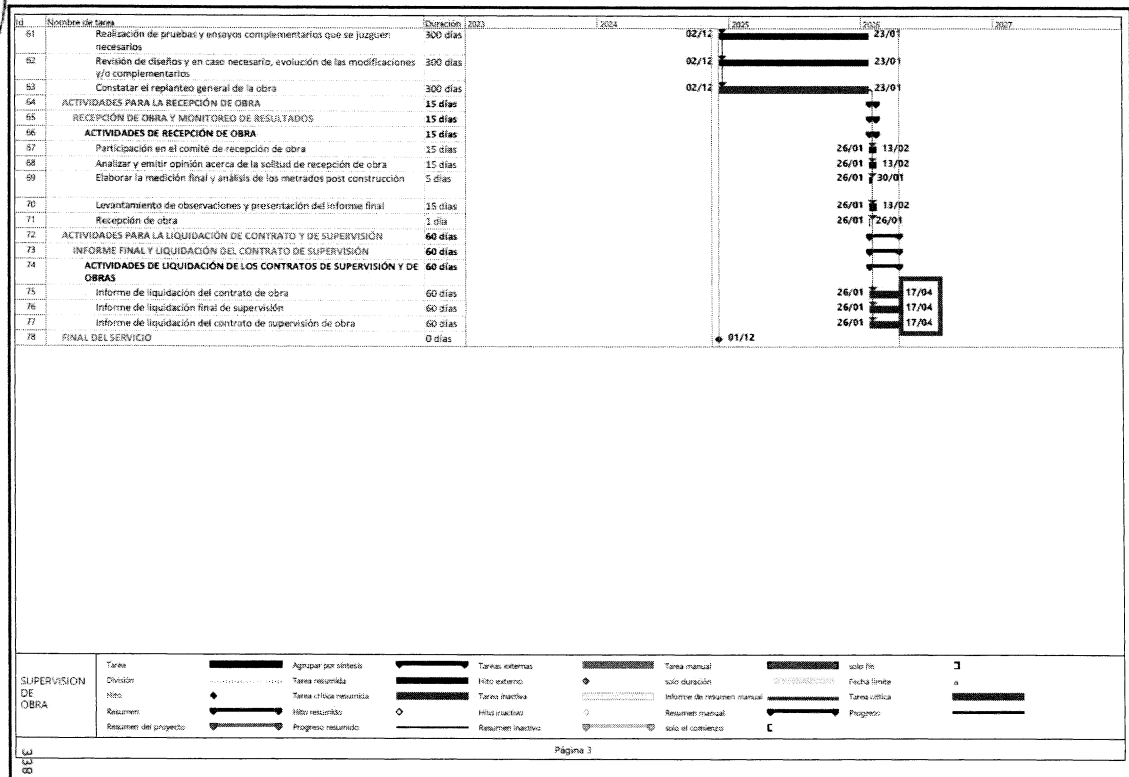 Id Nombre de tarea Duración 2023 2024 2025 2026 2027
61 Realización de pruebas y ensayos complementarios que se juzguen 300 días 02/12 23/01
necesarios
62 Revisión de diseños y en caso necesario, evolución de las modificaciones 300 días 02/12 23/01
y/o complementarios
63 Constatar el replanteo general de la obra 300 días 02/12 23/01
64 ACTIVIDADES PARA LA RECEPCIÓN DE OBRA 15 días
65 RECEPCIÓN DE OBRA Y MONITOREO DE RESULTADOS 15 días
66 ACTIVIDADES DE RECEPCIÓN DE OBRA 15 días
67 Participación en el comité de recepción de obra 15 días 26/01 13/02
68 Analizar y emitir opinión acerca de la solitud de recepción de obra 15 días 26/01 13/02
69 Elaborar la medición final y análisis de los metrados post construcción 5 días 26/01 30/01
70 Levantamiento de observaciones y presentación del informe final 15 días 26/01 13/02
71 Recepción de obra 1 día 26/01 26/01
72 ACTIVIDADES PARA LA LIQUIDACIÓN DE CONTRATO Y DE SUPERVISIÓN 60 días
73 INFORME FINAL Y LIQUIDACIÓN DEL CONTRATO DE SUPERVISIÓN 60 días
74 ACTIVIDADES DE LIQUIDACIÓN DE LOS CONTRATOS DE SUPERVISIÓN Y DE 60 días
OBRAS
75 Informe de liquidación del contrato de obra 60 días 26/01 17/04
76 Informe de liquidación final de supervisión 60 días 26/01 17/04
77 Informe de liquidación del contrato de supervisión de obra 60 días 26/01 17/04
78 FINAL DEL SERVICIO 0 días 01/12
SUPERVISION
DE
OBRA
Tarea Agrupar por síntesis Tareas externas Tarea manual solo fin
División Tarea resumida Hito externo solo duración Fecha límite
Hito Tarea crítica resumida Tarea inactiva Informe de resumen manual Tarea crítica
Resumen Hito resumido Hito inactivo Resumen manual Progreso
Resumen del proyecto Progreso resumido Resumen inactivo solo el comienzo
Página 3
338